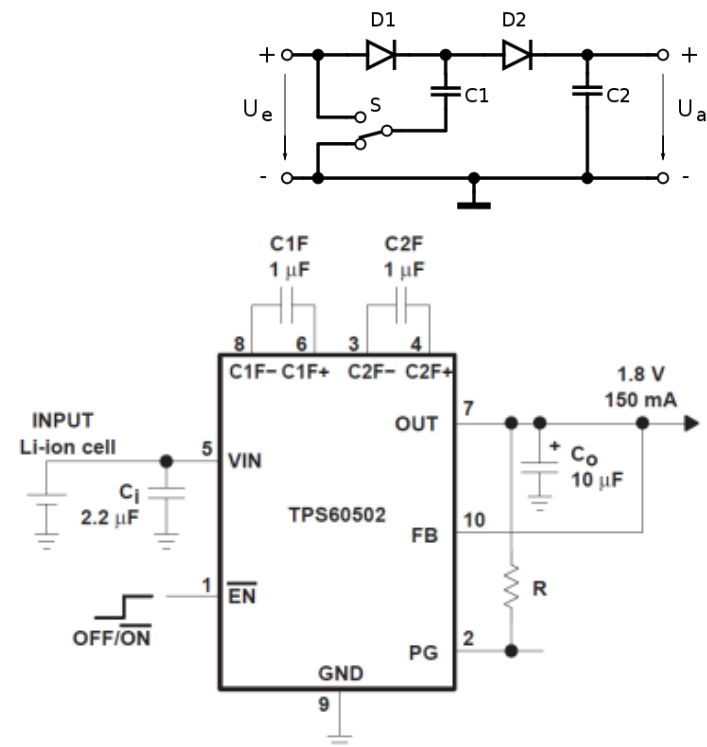 D1 D2
+ +
S
C1 C2
Ue Ua
- -
C1F C2F
1 µF 1 µF
8 6 3 4
C1F− C1F+ C2F− C2F+
1.8 V
150 mA
INPUT
Li-ion cell
7
OUT
5
VIN
+
Co
10 µF
Ci
2.2 µF
TPS60502
10
FB
1
EN
R
OFF/ON
2
PG
GND
9